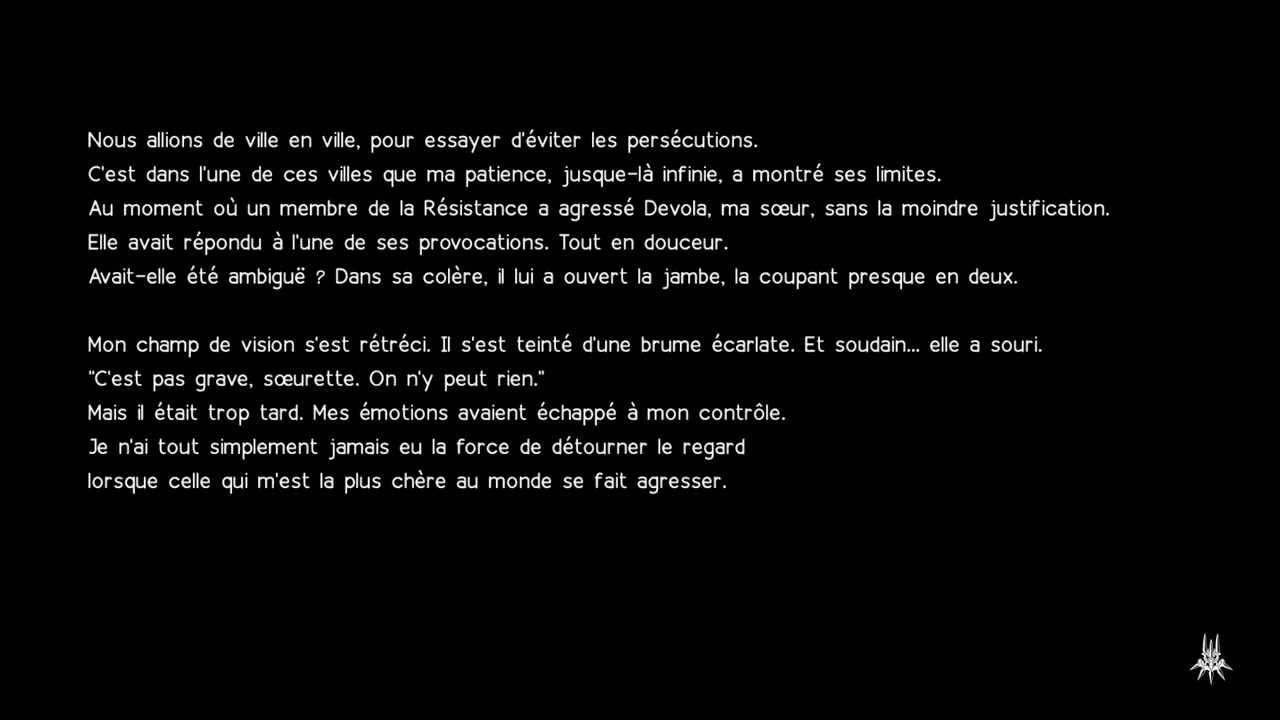 Nous allions de ville en ville, pour essayer d'éviter les persécutions.
C'est dans l'une de ces villes que ma patience, jusque-là infinie, a montré ses limites.
Au moment où un membre de la Résistance a agressé Devola, ma sœur, sans la moindre justification.
Elle avait répondu à l'une de ses provocations. Tout en douceur.
Avait-elle été ambiguë ? Dans sa colère, il lui a ouvert la jambe, la coupant presque en deux.
Mon champ de vision s'est rétréci. Il s'est teinté d'une brume écarlate. Et soudain... elle a souri.
"C'est pas grave, sœurette. On n'y peut rien."
Mais il était trop tard. Mes émotions avaient échappé à mon contrôle.
Je n'ai tout simplement jamais eu la force de détourner le regard
lorsque celle qui m'est la plus chère au monde se fait agresser.